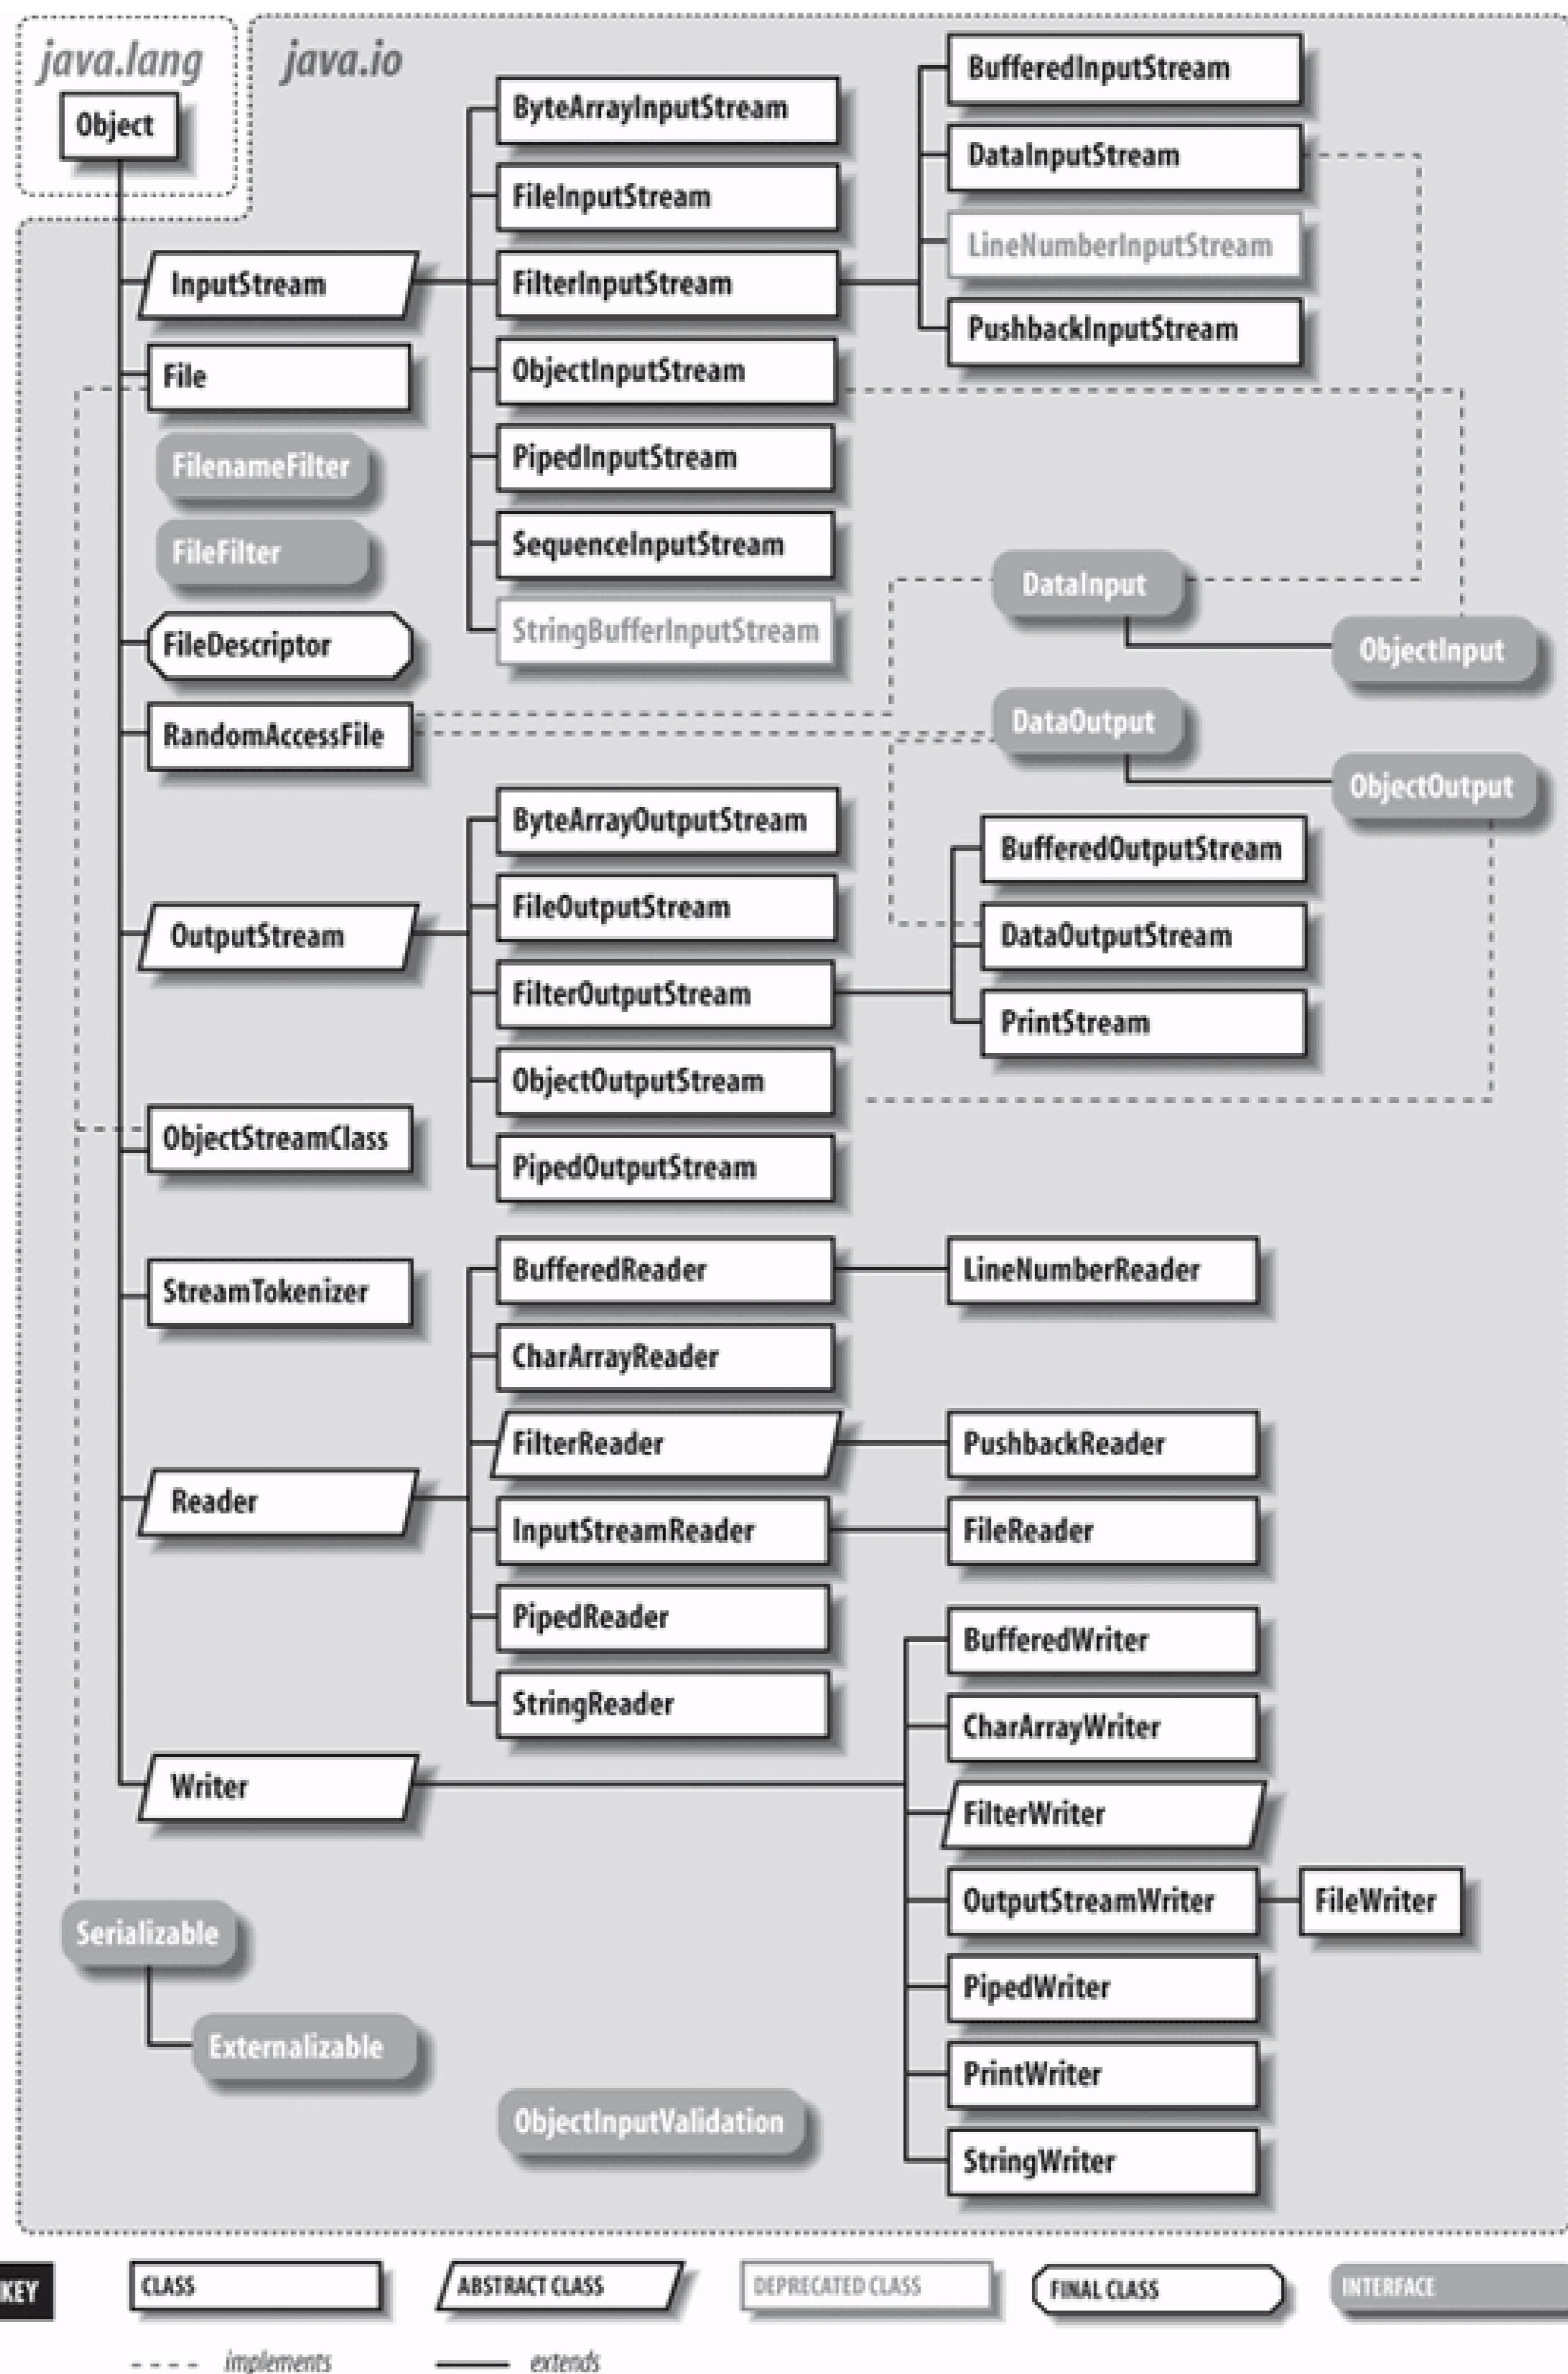 java.lang
java.io
Object
InputStream
File
FilenameFilter
FileFilter
FileDescriptor
RandomAccessFile
OutputStream
ObjectStreamClass
StreamTokenizer
Reader
Writer
Serializable
Externalizable
ByteArrayInputStream
FileInputStream
FilterInputStream
ObjectInputStream
PipedInputStream
SequenceInputStream
StringBufferInputStream
BufferedInputStream
DataInputStream
LineNumberInputStream
PushbackInputStream
DataInput
ObjectInput
DataOutput
ObjectOutput
ByteArrayOutputStream
FileOutputStream
FilterOutputStream
ObjectOutputStream
PipedOutputStream
BufferedOutputStream
DataOutputStream
PrintStream
BufferedReader
CharArrayReader
FilterReader
InputStreamReader
PipedReader
StringReader
LineNumberReader
PushbackReader
FileReader
BufferedWriter
CharArrayWriter
FilterWriter
OutputStreamWriter
FileWriter
PipedWriter
PrintWriter
StringWriter
ObjectInputValidation
KEY
CLASS
ABSTRACT CLASS
DEPRECATED CLASS
FINAL CLASS
INTERFACE
implements
extends